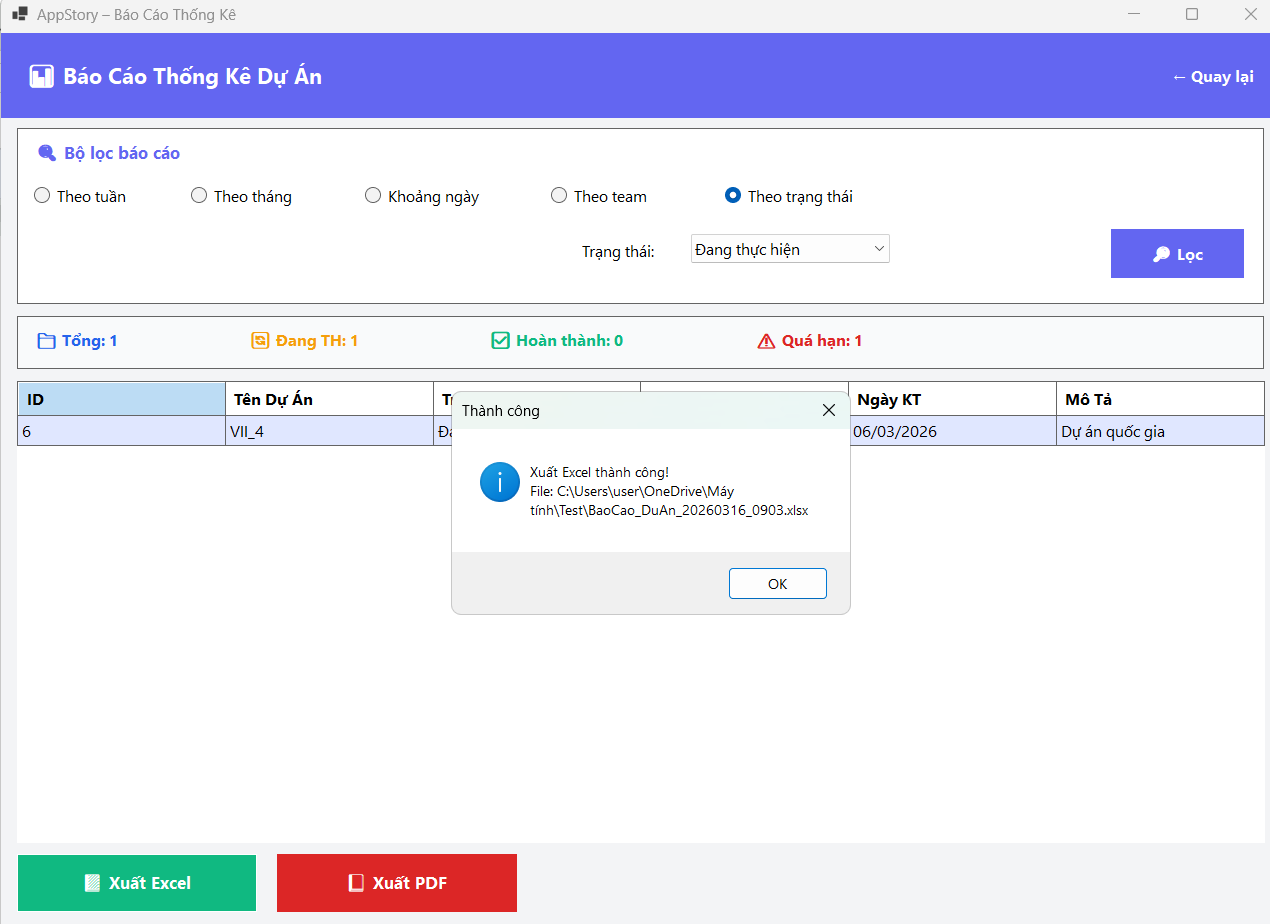 AppStory – Báo Cáo Thống Kê
Báo Cáo Thống Kê Dự Án
← Quay lại
Bộ lọc báo cáo
Theo tuần
Theo tháng
Khoảng ngày
Theo team
Theo trạng thái
Trạng thái:
Đang thực hiện
Lọc
Tổng: 1
Đang TH: 1
Hoàn thành: 0
Quá hạn: 1
ID
Tên Dự Án
Ngày KT
Mô Tả
6
VII_4
06/03/2026
Dự án quốc gia
Thành công
Xuất Excel thành công!
File: C:\Users\user\OneDrive\Máy
tính\Test\BaoCao_DuAn_20260316_0903.xlsx
OK
Xuất Excel
Xuất PDF